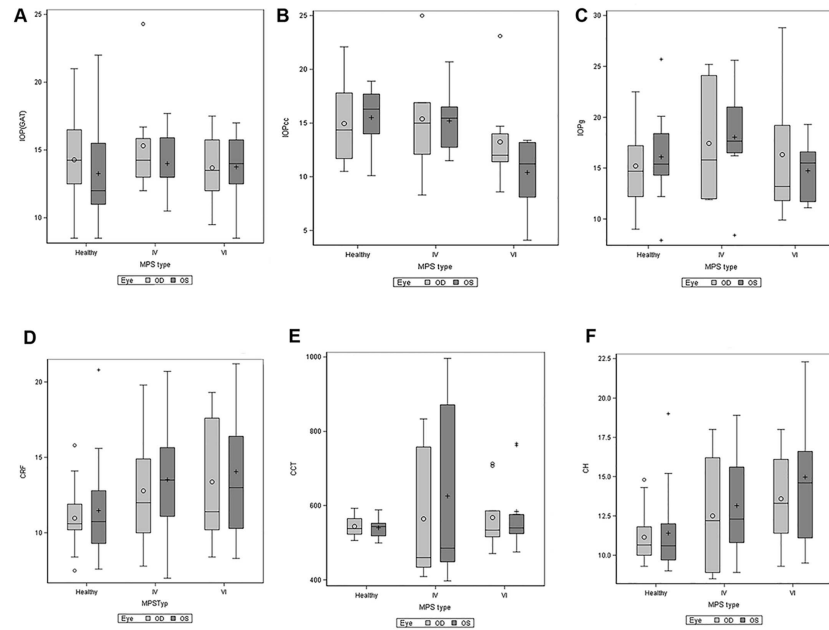 A
B
C
IOP(GAT)
25
20
15
10
Healthy
IV
VI
MPS type
Eye OD OS
IOPcc
25
20
15
10
5
Healthy
IV
VI
MPS type
Eye OD OS
IOPg
30
25
20
15
10
Healthy
IV
VI
MPS type
Eye OD OS
D
E
F
CRF
20
15
10
Healthy
IV
VI
MPSTyp
Eye OD OS
CCT
1000
800
600
400
Healthy
IV
VI
MPS type
Eye OD OS
CH
22.5
20.0
17.5
15.0
12.5
10.0
Healthy
IV
VI
MPS type
Eye OD OS